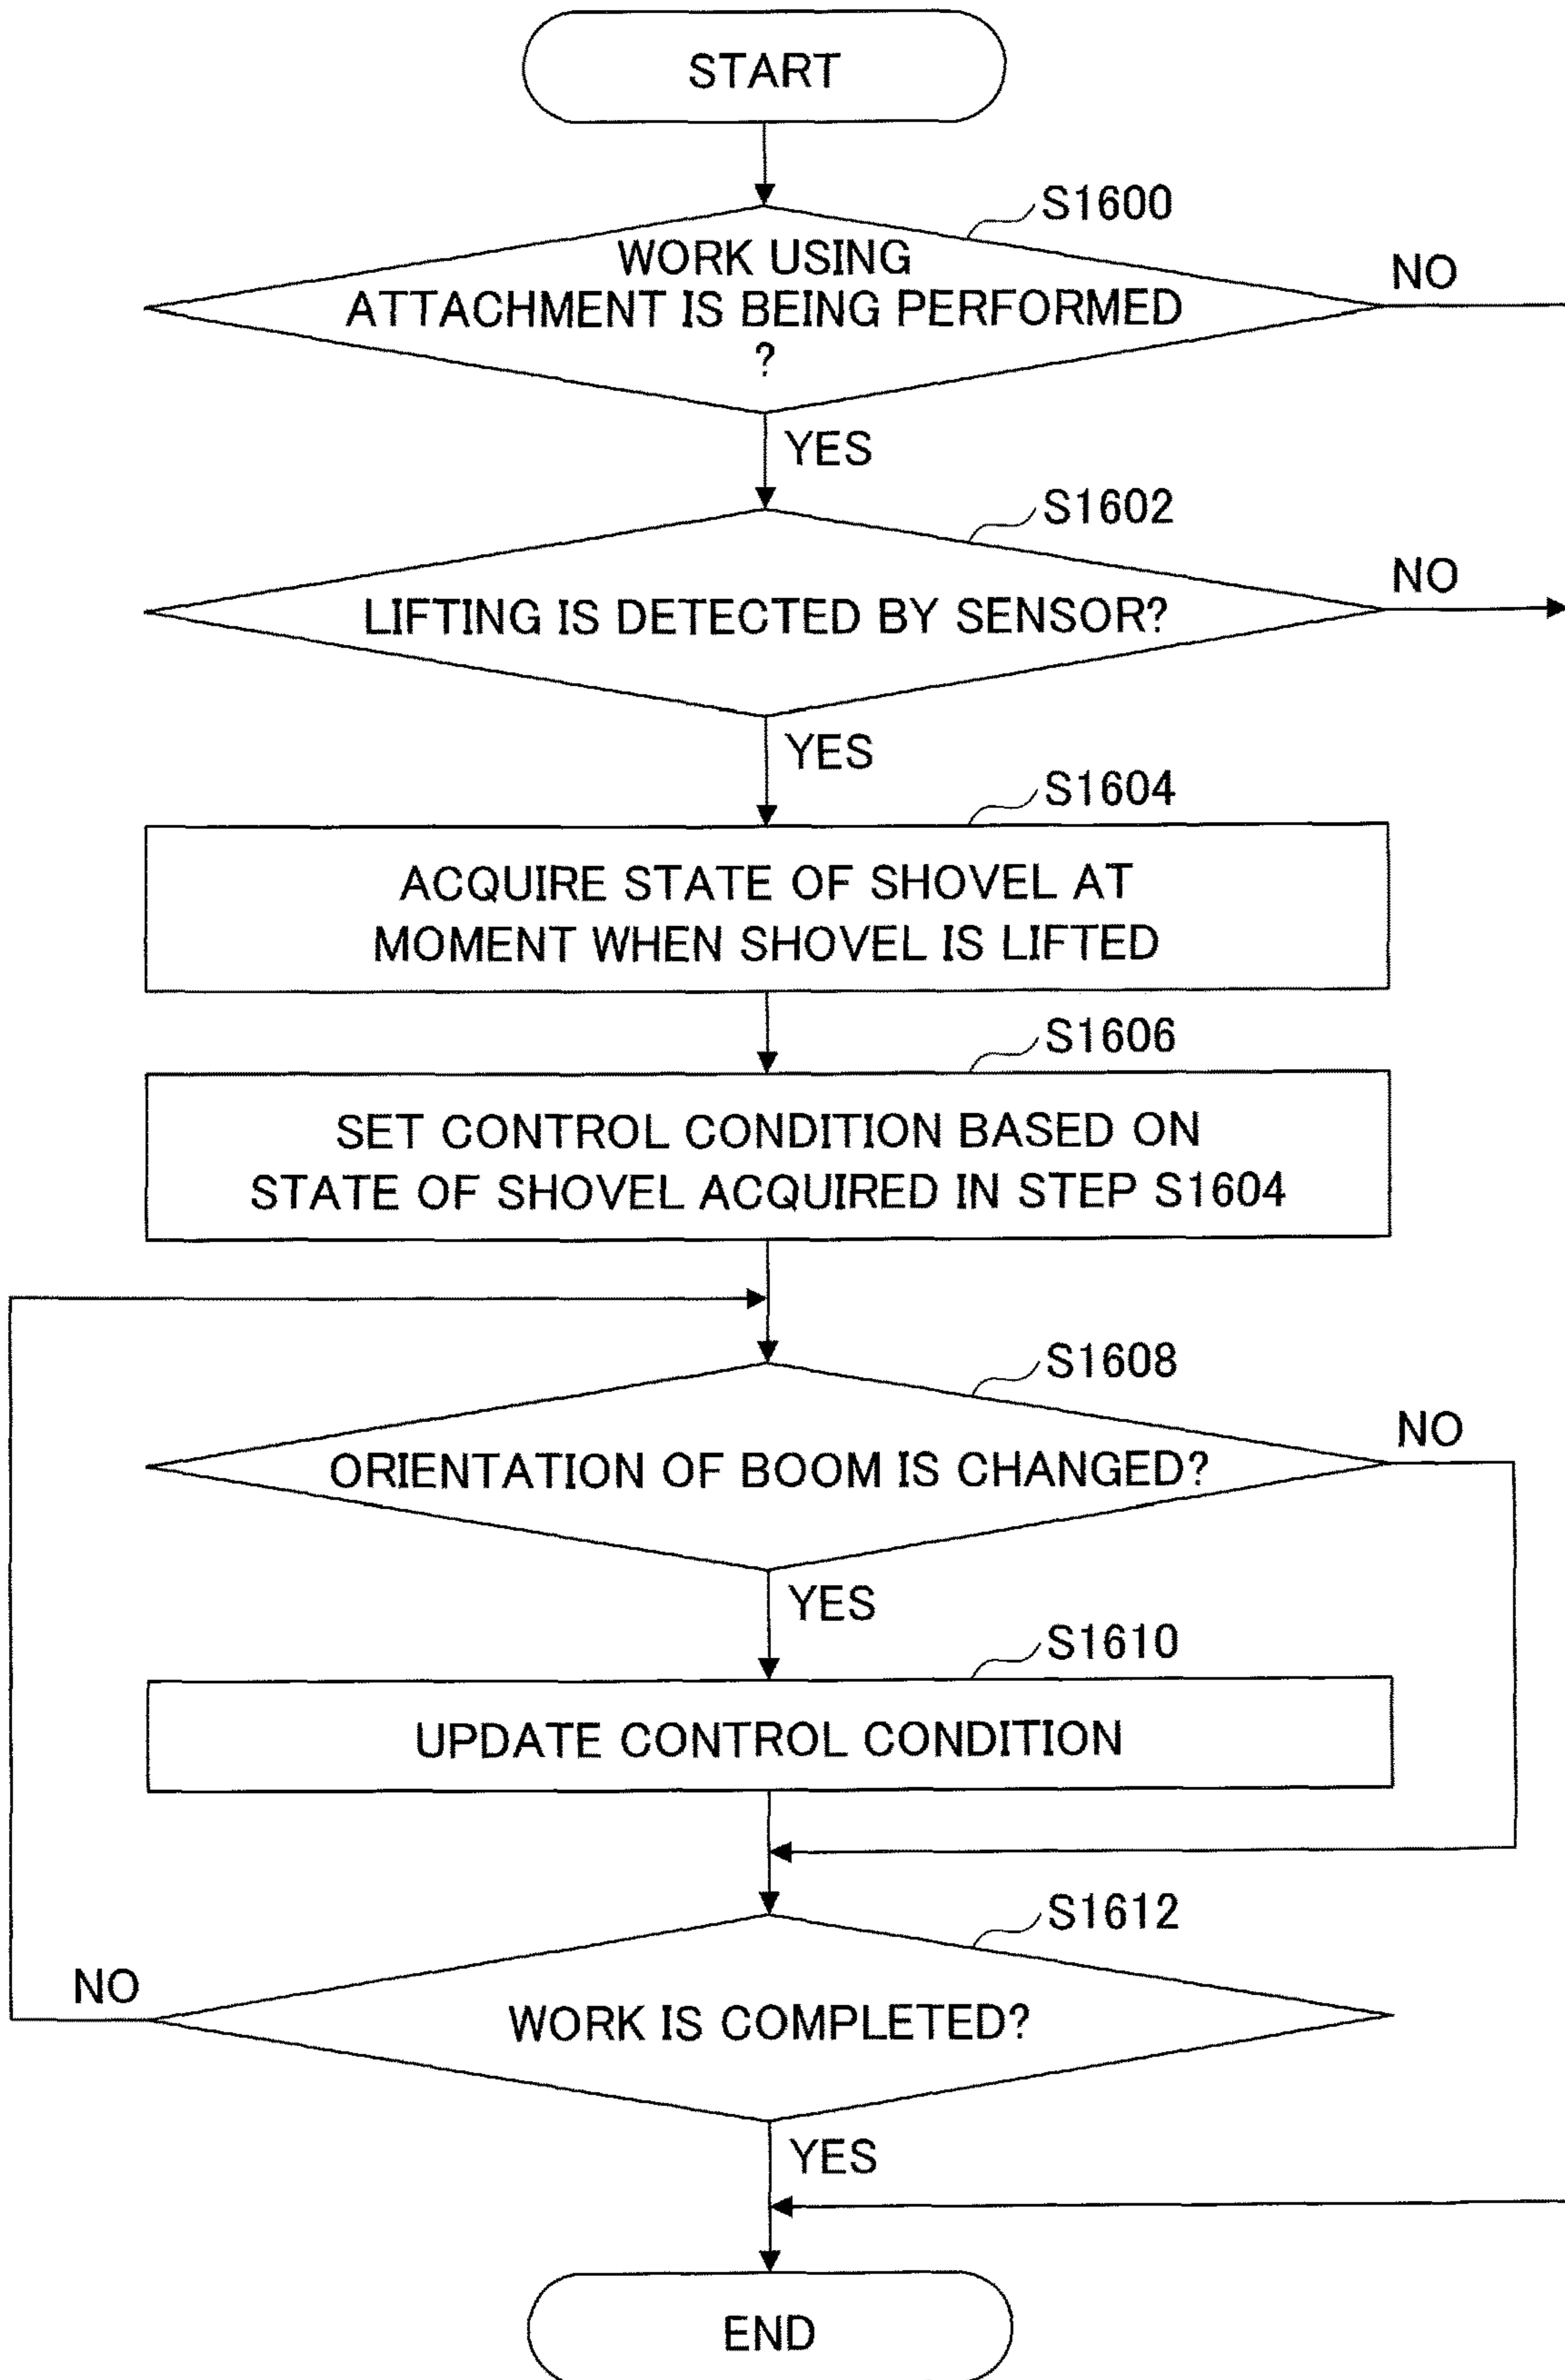 START
S1600
WORK USING
ATTACHMENT IS BEING PERFORMED
?
NO
YES
S1602
LIFTING IS DETECTED BY SENSOR?
NO
YES
S1604
ACQUIRE STATE OF SHOVEL AT
MOMENT WHEN SHOVEL IS LIFTED
S1606
SET CONTROL CONDITION BASED ON
STATE OF SHOVEL ACQUIRED IN STEP S1604
S1608
ORIENTATION OF BOOM IS CHANGED?
NO
YES
S1610
UPDATE CONTROL CONDITION
S1612
NO
WORK IS COMPLETED?
YES
END